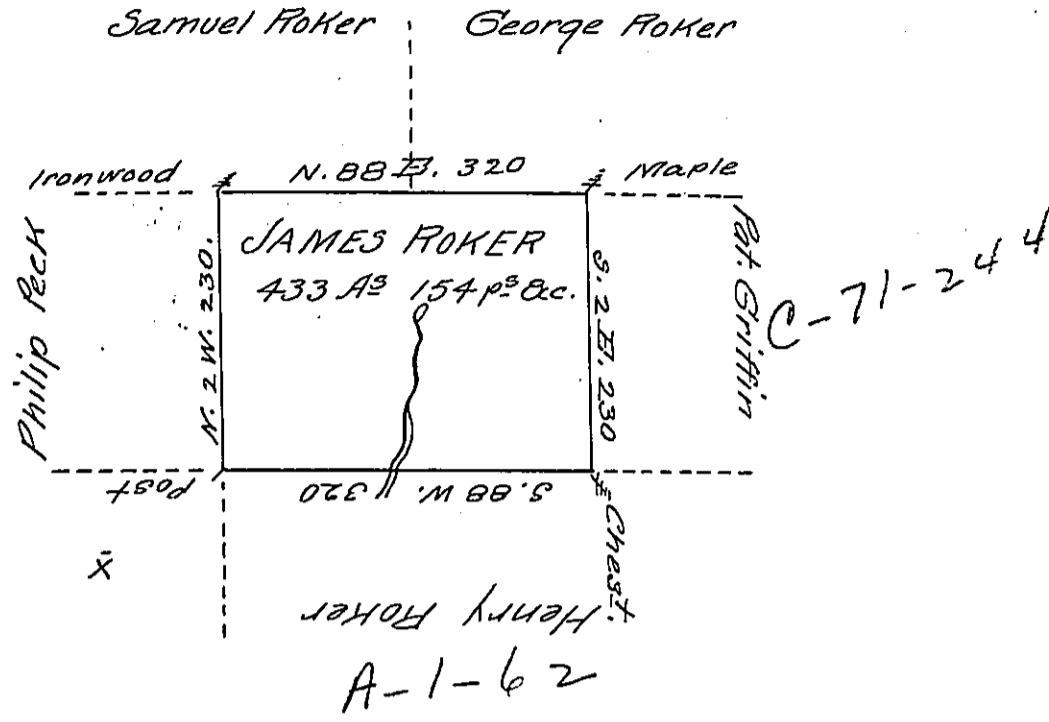 Samuel Roker George Roker
Ironwood N. 88 E. 320 Maple
JAMES ROKER
433 Aˢ 154 pˢ &c.
Philip Peck
N. 2 W. 230.
S. 2 E. 230
Pat. Griffin
C-71-244
Post S. 88 W. 320
Chest.
x̄
Henry Roker
A-1-62